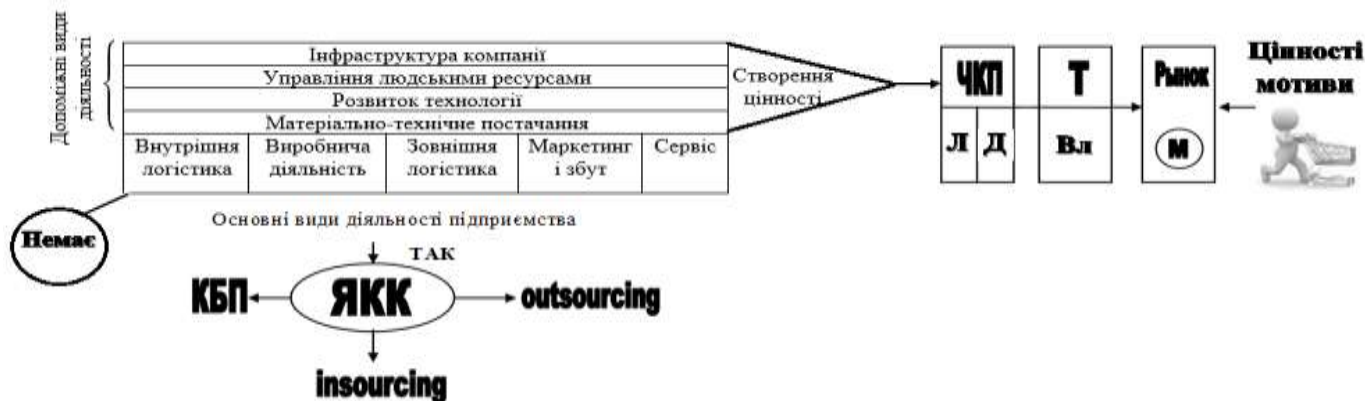 Допоміжні види
діяльності
Інфраструктура компанії
Управління людськими ресурсами
Розвиток технології
Матеріально-технічне постачання
Внутрішня
логістика
Виробнича
діяльність
Зовнішня
логістика
Маркетинг
і збут
Сервіс
Створення
цінності
ЧКП
Л
Д
Т
Вл
Рынок
М
Цінності
мотиви
Немає
Основні види діяльності підприємства
ТАК
КБП
ЯКК
outsourcing
insourcing